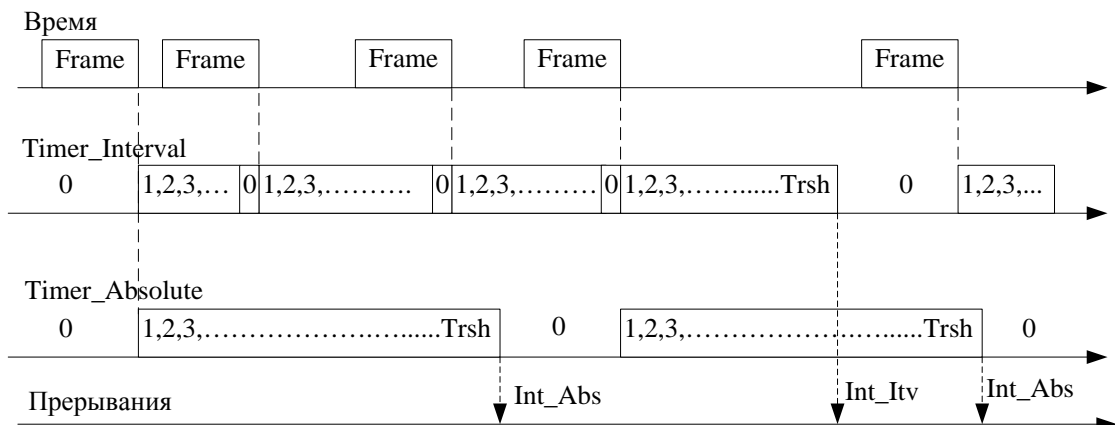 Время
Frame Frame Frame Frame Frame
Timer_Interval
0 1,2,3,… 0 1,2,3,………. 0 1,2,3,……… 0 1,2,3,……......Trsh 0 1,2,3,...
Timer_Absolute
0 1,2,3,…………………......Trsh 0 1,2,3,……………….…......Trsh 0
Прерывания Int_Abs Int_Itv Int_Abs